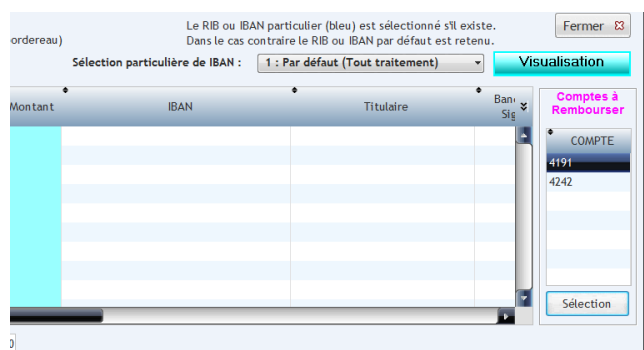 Le RIB ou IBAN particulier (bleu) est sélectionné s'il existe.
Fermer
ordereau)
Dans le cas contraire le RIB ou IBAN par défaut est retenu.
Sélection particulière de IBAN :
1 : Par défaut (Tout traitement)
Visualisation
Montant
IBAN
Titulaire
Comptes à
Rembourser
COMPTE
4191
4242
Sélection